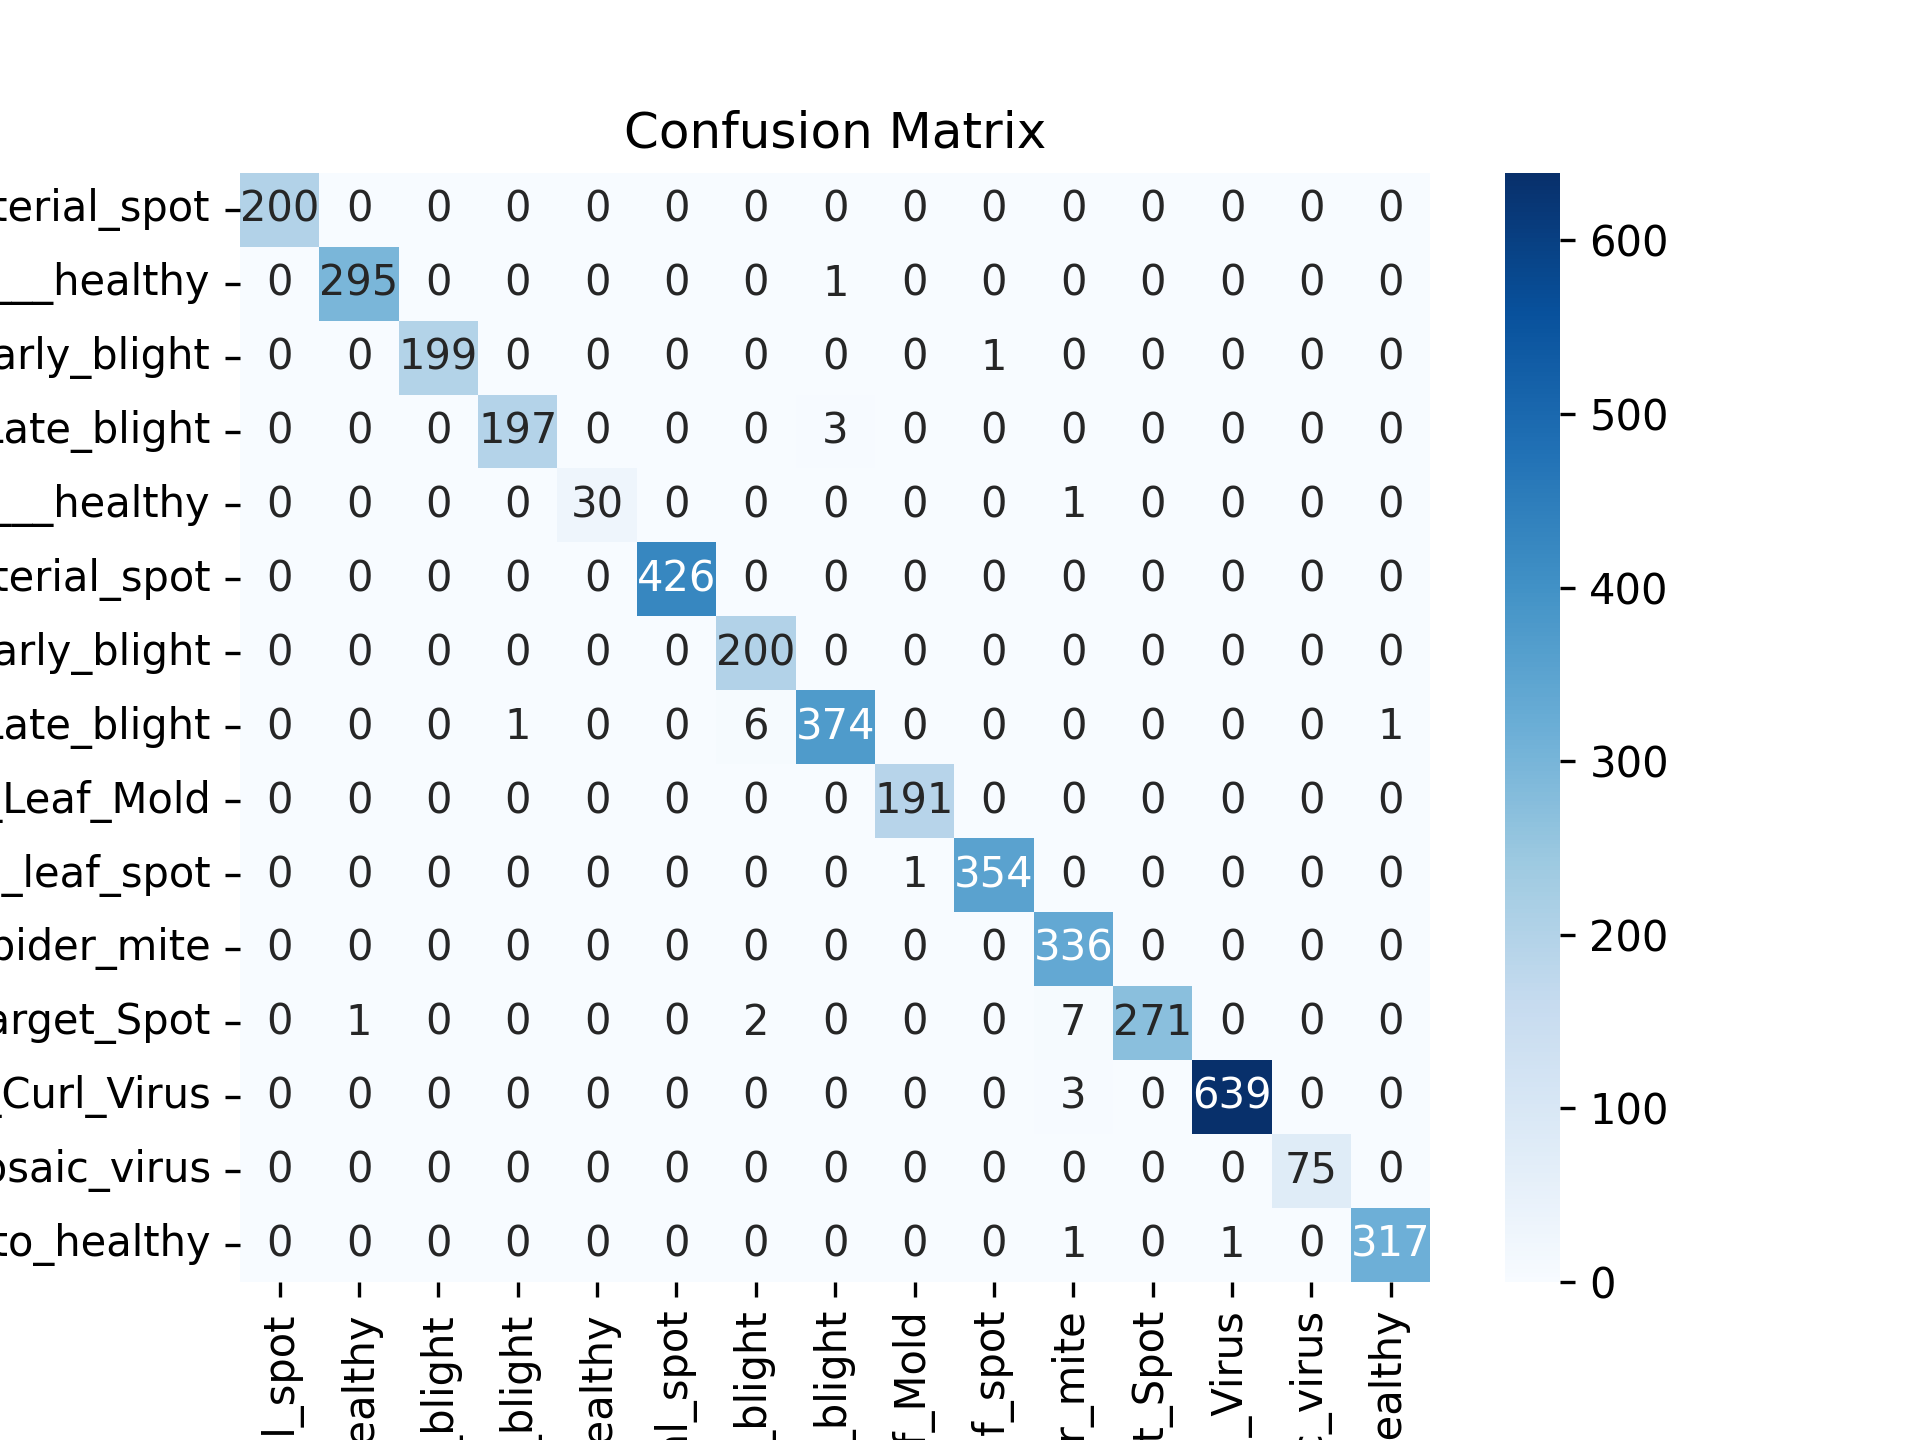 Confusion Matrix
terial_spot 200 0 0 0 0 0 0 0 0 0 0 0 0 0 0
___healthy 0 295 0 0 0 0 0 1 0 0 0 0 0 0 0
arly_blight 0 0 199 0 0 0 0 0 0 1 0 0 0 0 0
Late_blight 0 0 0 197 0 0 0 3 0 0 0 0 0 0 0
___healthy 0 0 0 0 30 0 0 0 0 0 1 0 0 0 0
terial_spot 0 0 0 0 0 426 0 0 0 0 0 0 0 0 0
arly_blight 0 0 0 0 0 0 200 0 0 0 0 0 0 0 0
Late_blight 0 0 0 1 0 0 6 374 0 0 0 0 0 0 1
_Leaf_Mold 0 0 0 0 0 0 0 0 191 0 0 0 0 0 0
_leaf_spot 0 0 0 0 0 0 0 0 1 354 0 0 0 0 0
pider_mite 0 0 0 0 0 0 0 0 0 0 336 0 0 0 0
arget_Spot 0 1 0 0 0 0 2 0 0 0 7 271 0 0 0
_Curl_Virus 0 0 0 0 0 0 0 0 0 0 3 0 639 0 0
osaic_virus 0 0 0 0 0 0 0 0 0 0 0 0 0 75 0
to_healthy 0 0 0 0 0 0 0 0 0 0 1 0 1 0 317
l_spot
ealthy
_blight
_blight
ealthy
al_spot
_blight
_blight
f_Mold
f_spot
r_mite
t_Spot
_Virus
c_virus
ealthy
600
500
400
300
200
100
0